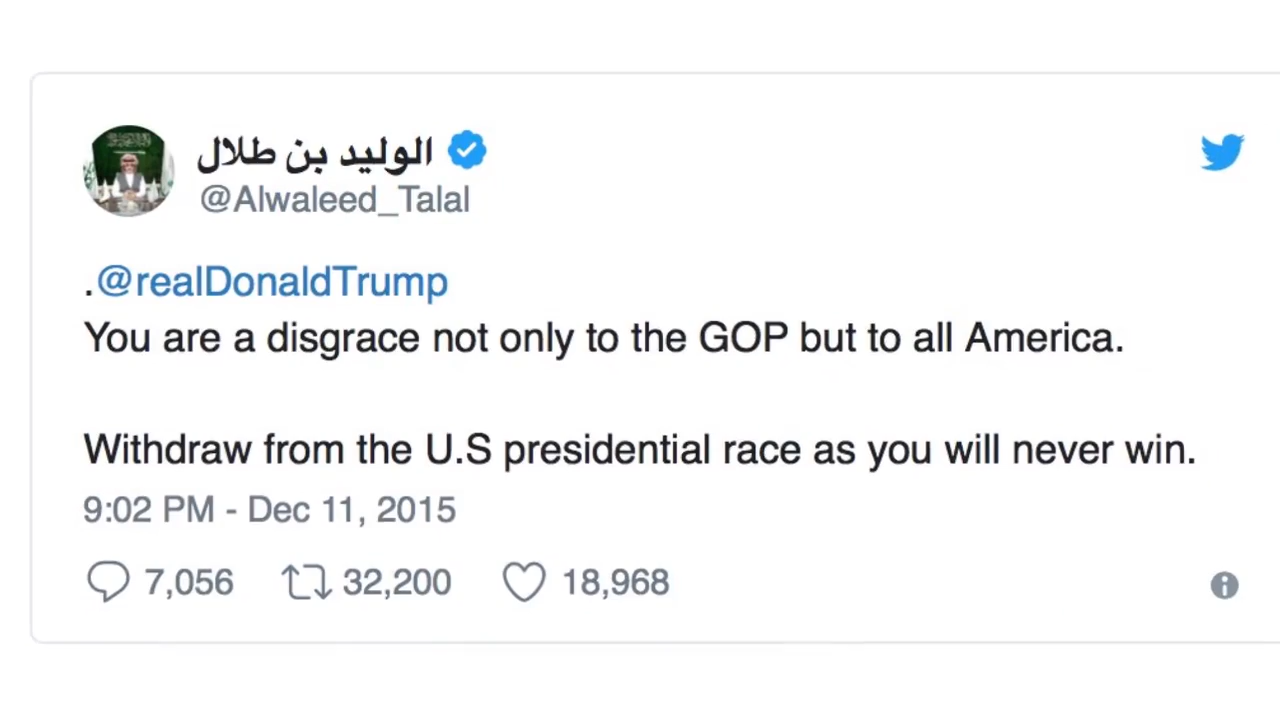 الوليد بن طلال
@Alwaleed_Talal
.@realDonaldTrump
You are a disgrace not only to the GOP but to all America.
Withdraw from the U.S presidential race as you will never win.
9:02 PM - Dec 11, 2015
7,056 32,200 18,968